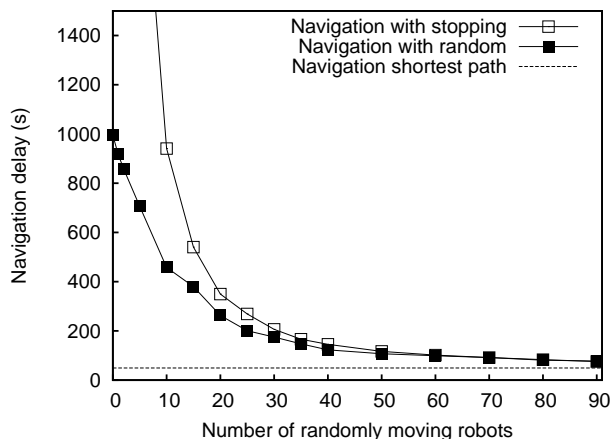 1400
1200
1000
800
600
400
200
0
Navigation delay (s)
Navigation with stopping
Navigation with random
Navigation shortest path
0 10 20 30 40 50 60 70 80 90
Number of randomly moving robots